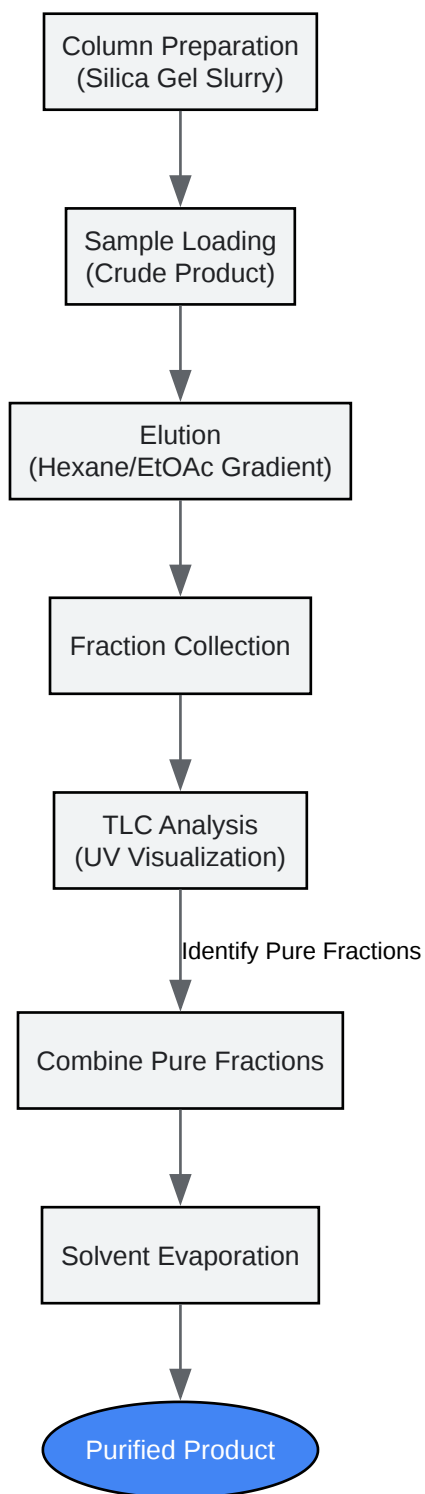 Column Preparation
(Silica Gel Slurry)
Sample Loading
(Crude Product)
Elution
(Hexane/EtOAc Gradient)
Fraction Collection
TLC Analysis
(UV Visualization)
Identify Pure Fractions
Combine Pure Fractions
Solvent Evaporation
Purified Product